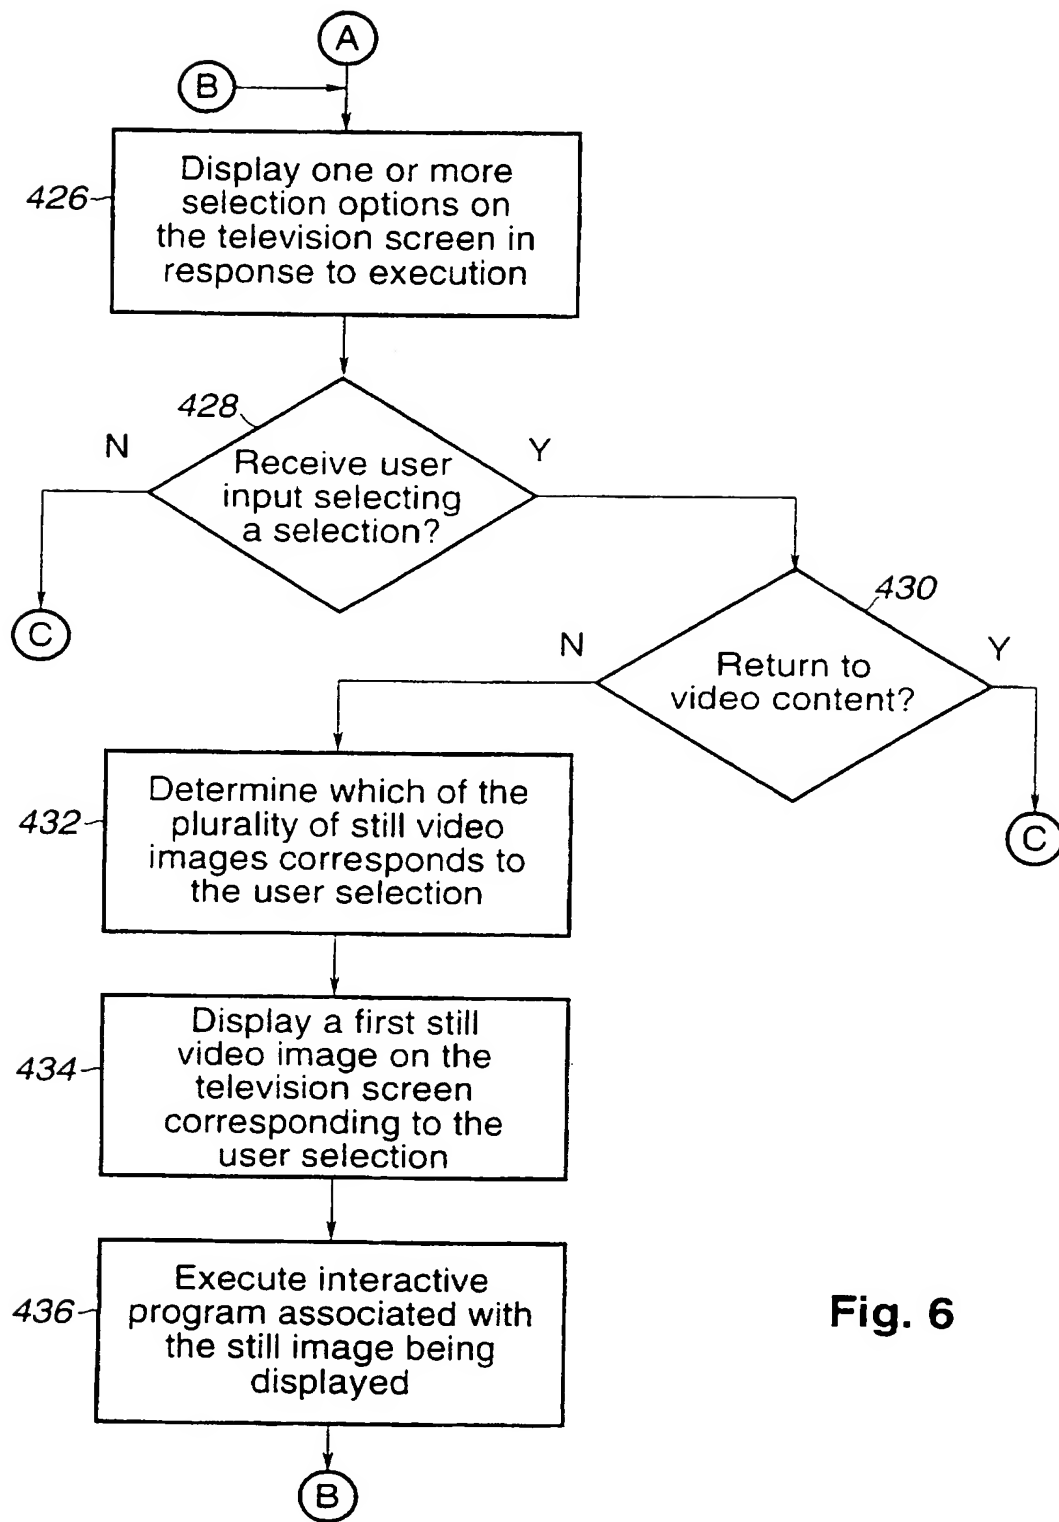 A
B
426
Display one or more
selection options on
the television screen in
response to execution
428
N
Y
Receive user
input selecting
a selection?
C
430
N
Y
Return to
video content?
C
432
Determine which of the
plurality of still video
images corresponds to
the user selection
434
Display a first still
video image on the
television screen
corresponding to the
user selection
436
Execute interactive
program associated with
the still image being
displayed
Fig. 6
B